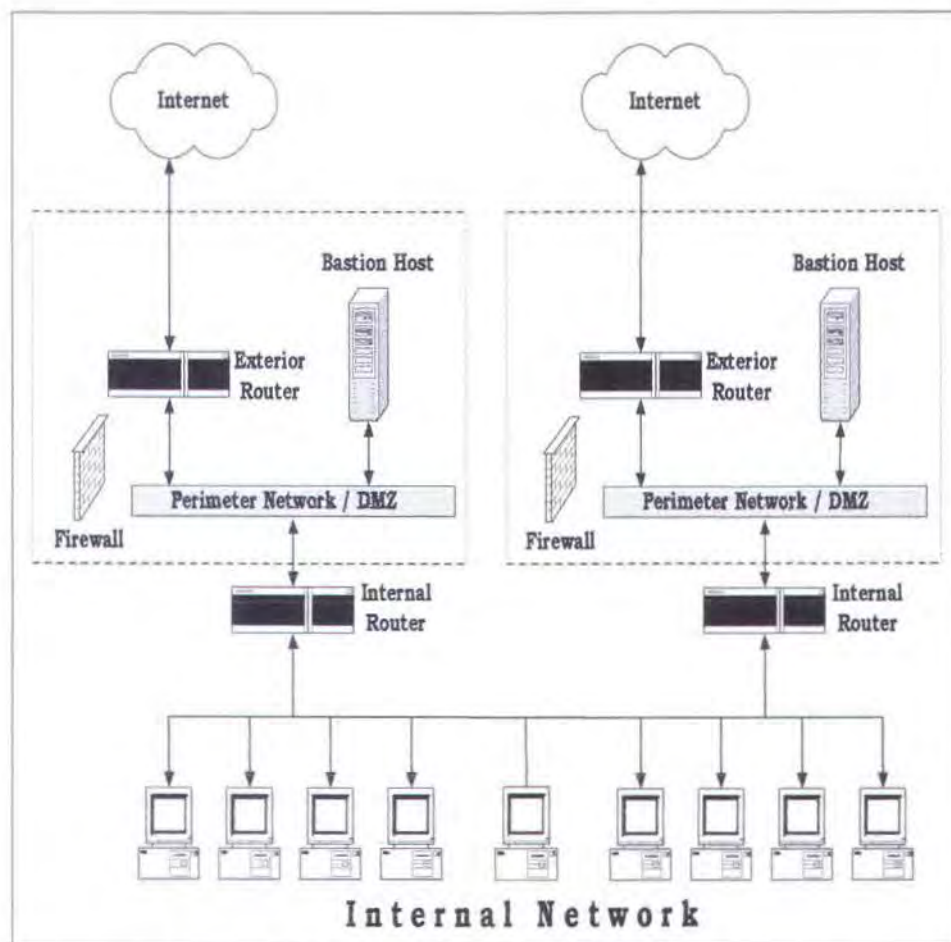 Internet
Internet
Bastion Host
Bastion Host
Exterior
Router
Exterior
Router
Perimeter Network / DMZ
Perimeter Network / DMZ
Firewall
Firewall
Internal
Router
Internal
Router
Internal Network